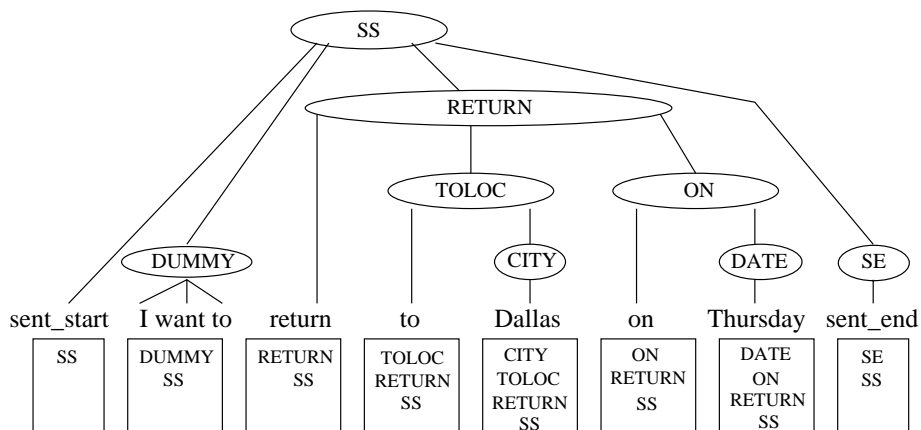 SS
RETURN
TOLOC ON
DUMMY CITY DATE SE
sent_start I want to return to Dallas on Thursday sent_end
SS
DUMMY
SS
RETURN
SS
TOLOC
RETURN
SS
CITY
TOLOC
RETURN
SS
ON
RETURN
SS
DATE
ON
RETURN
SS
SE
SS